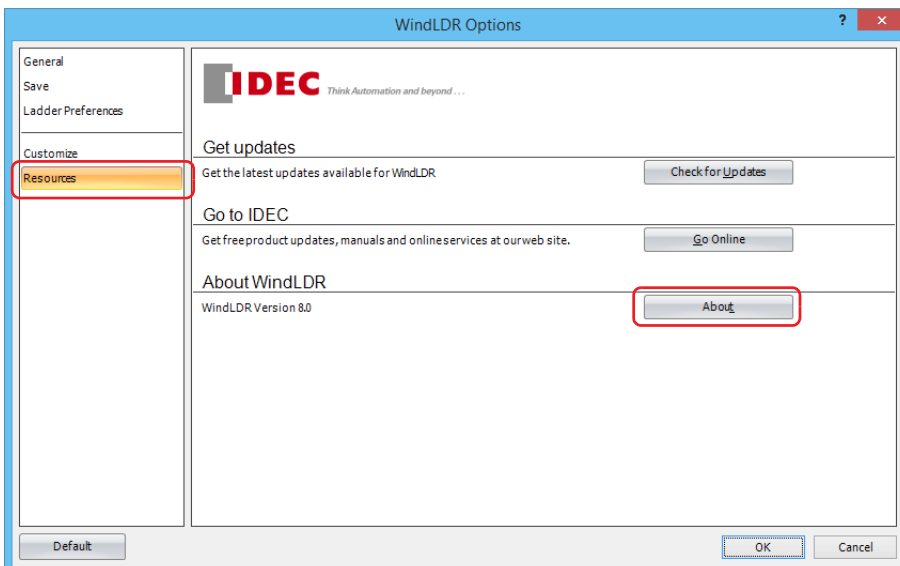 WindLDR Options
? ×
General
Save
Ladder Preferences
Customize
Resources
IDEC Think Automation and beyond...
Get updates
Get the latest updates available for WindLDR
Check for Updates
Go to IDEC
Get free product updates, manuals and online services at our web site.
Go Online
About WindLDR
WindLDR Version 8.0
About
Default
OK
Cancel